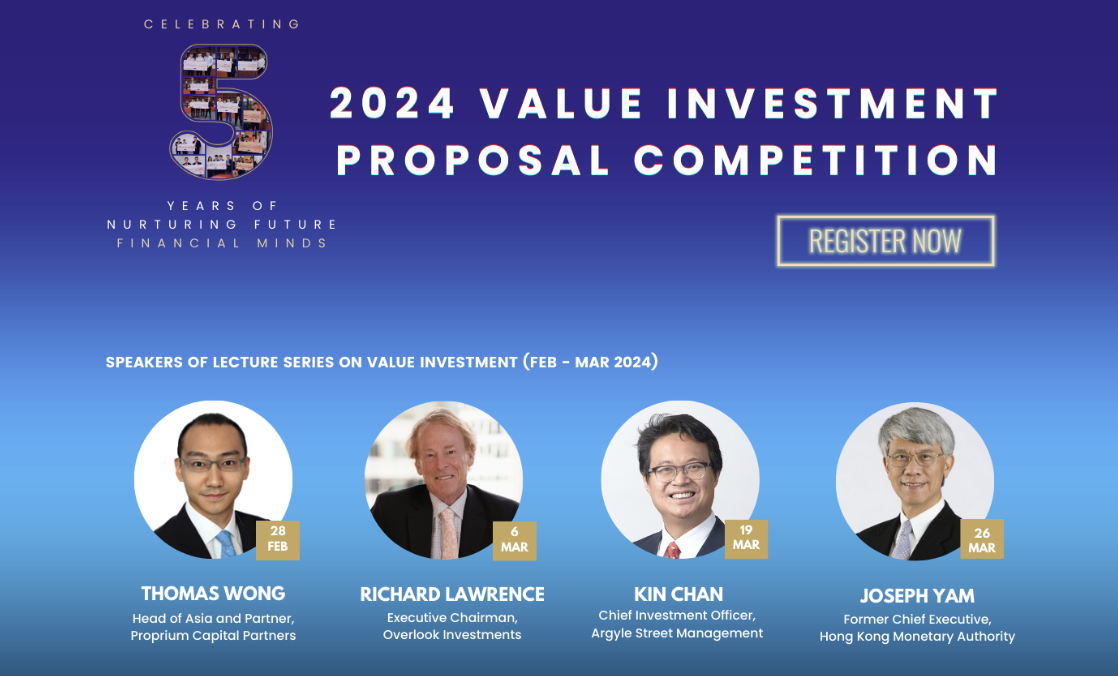 CELEBRATING
5
YEARS OF
NURTURING FUTURE
FINANCIAL MINDS
2024 VALUE INVESTMENT
PROPOSAL COMPETITION
REGISTER NOW
SPEAKERS OF LECTURE SERIES ON VALUE INVESTMENT (FEB - MAR 2024)
28
FEB
THOMAS WONG
Head of Asia and Partner,
Proprium Capital Partners
6
MAR
RICHARD LAWRENCE
Executive Chairman,
Overlook Investments
19
MAR
KIN CHAN
Chief Investment Officer,
Argyle Street Management
26
MAR
JOSEPH YAM
Former Chief Executive,
Hong Kong Monetary Authority